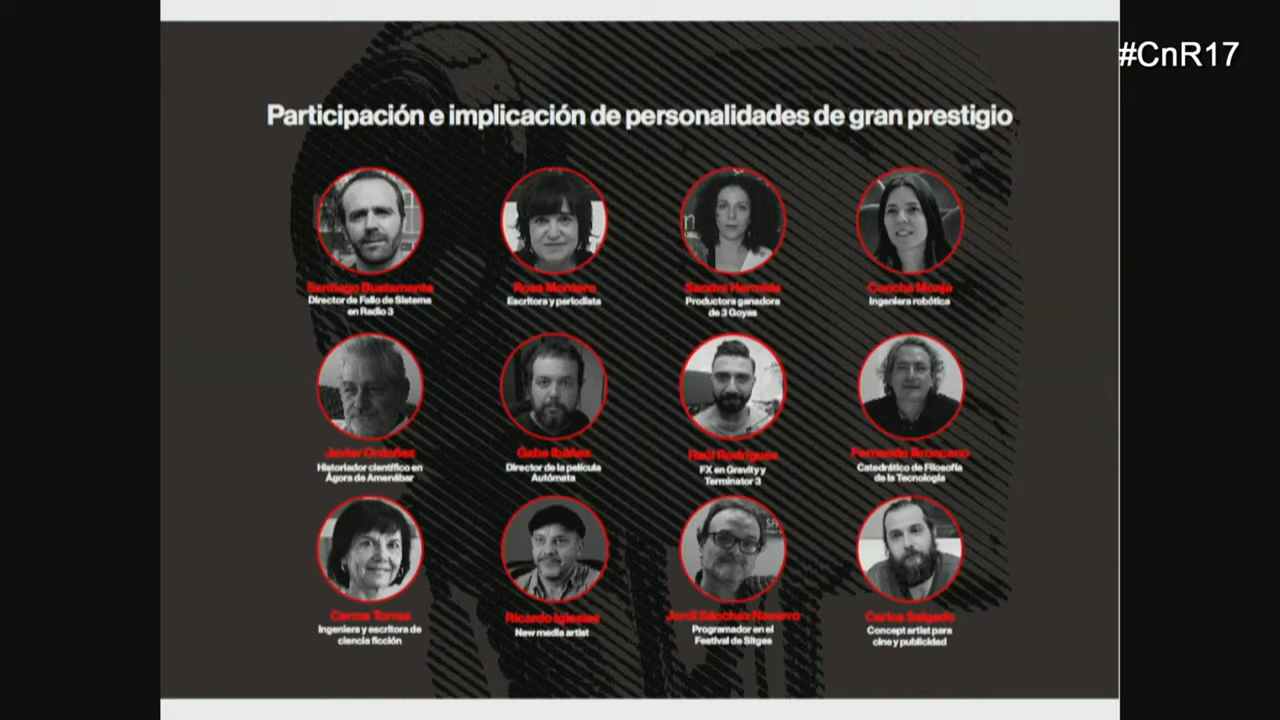 #CnR17
Participación e implicación de personalidades de gran prestigio
Santiago Bustamante
Director de Fallo de Sistema
en Radio 3
Rosa Montero
Escritora y periodista
Sandra Hermida
Productora ganadora
de 3 Goyas
Concha Monje
Ingeniera robótica
Javier Ordoñez
Historiador científico en
Ágora de Amenábar
Gabe Ibáñez
Director de la película
Autómata
Raúl Rodríguez
FX en Gravity y
Terminator 3
Fernando Broncano
Catedrático de Filosofía
de la Tecnología
Carme Torras
Ingeniera y escritora de
ciencia ficción
Ricardo Iglesias
New media artist
Jordi Sánchez Navarro
Programador en el
Festival de Sitges
Carlos Salgado
Concept artist para
cine y publicidad